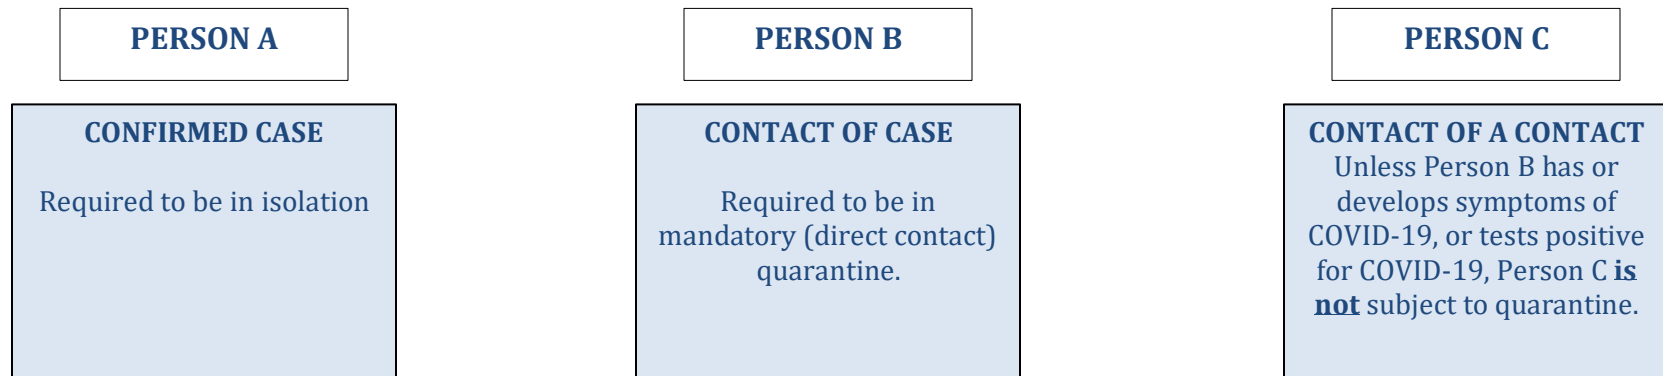 PERSON A
CONFIRMED CASE
Required to be in isolation
PERSON B
CONTACT OF CASE
Required to be in
mandatory (direct contact)
quarantine.
PERSON C
CONTACT OF A CONTACT
Unless Person B has or
develops symptoms of
COVID-19, or tests positive
for COVID-19, Person C is
not subject to quarantine.